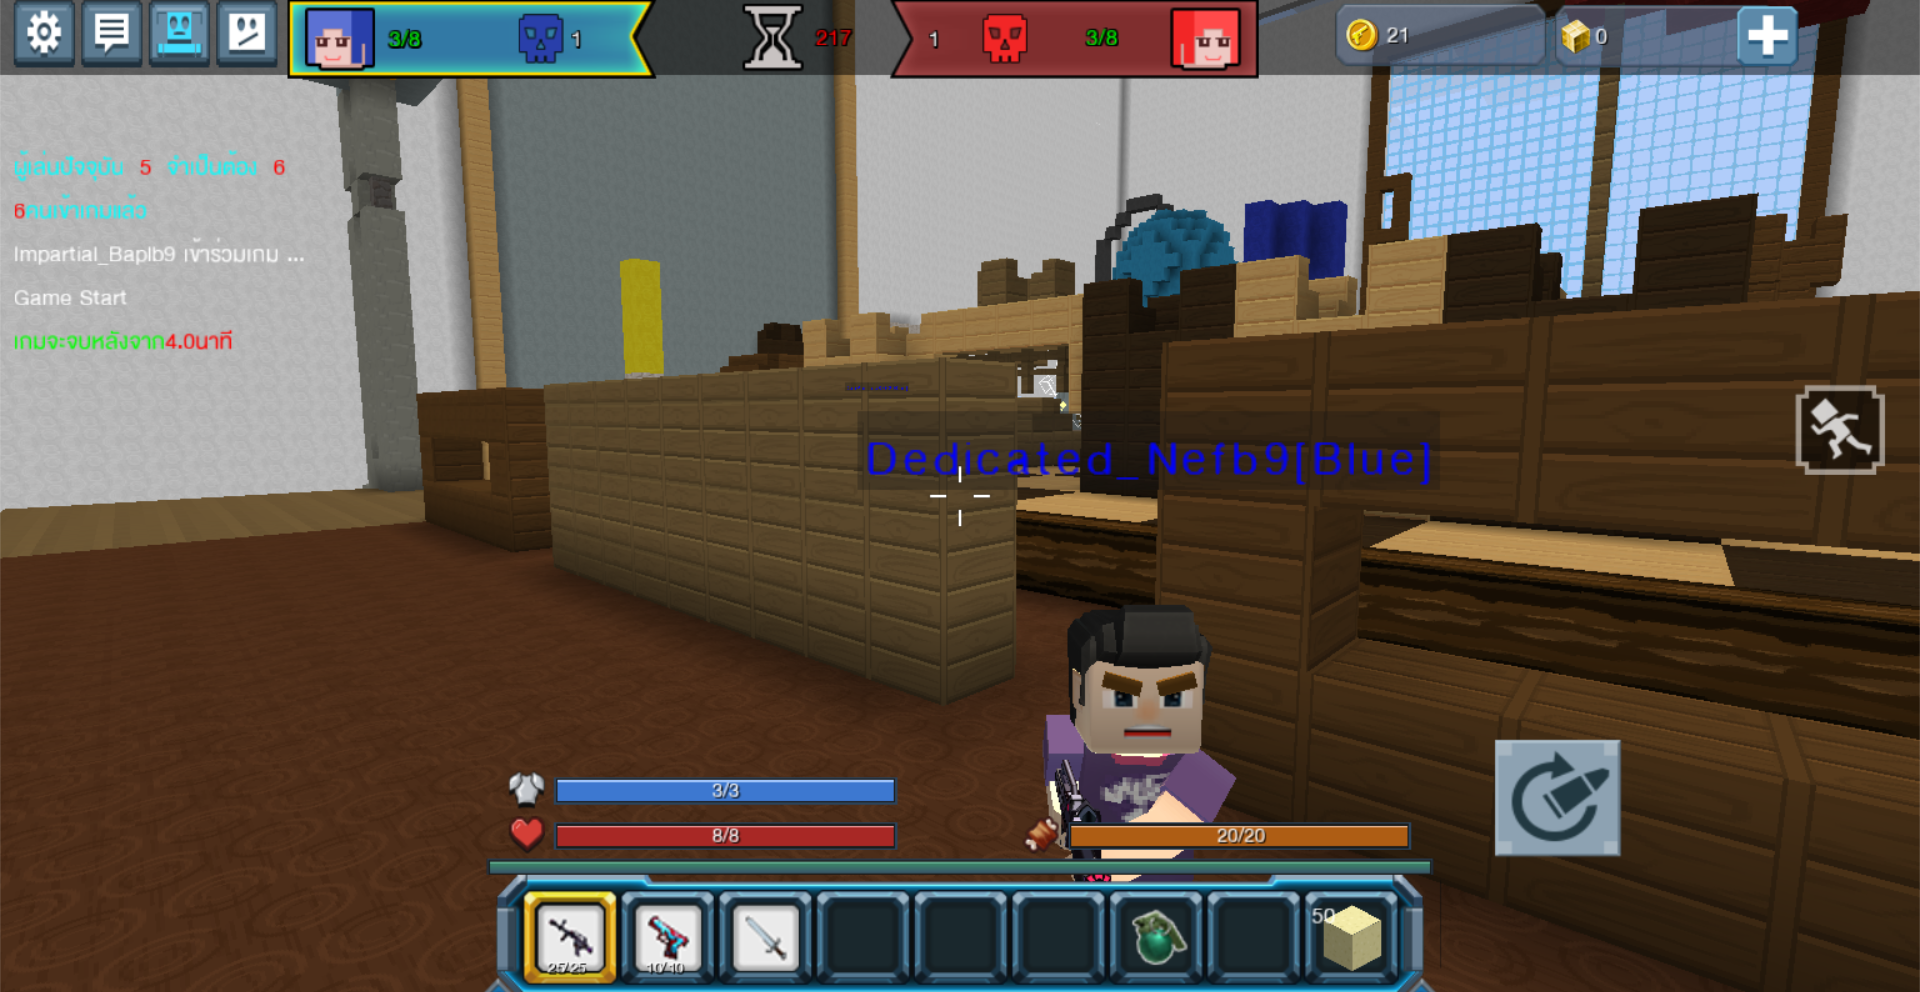 3/8 1 217 1 3/8 21 0
ผู้เล่นปัจจุบัน 5 จำเป็นต้อง 6
6คนเข้าเกมแล้ว
Impartial_Baplb9 เข้าร่วมเกม ...
Game Start
เกมจะจบหลังจาก4.0นาที
Dedicated_Nefb9[Blue]
3/3
8/8 20/20
50
25/25 10/10